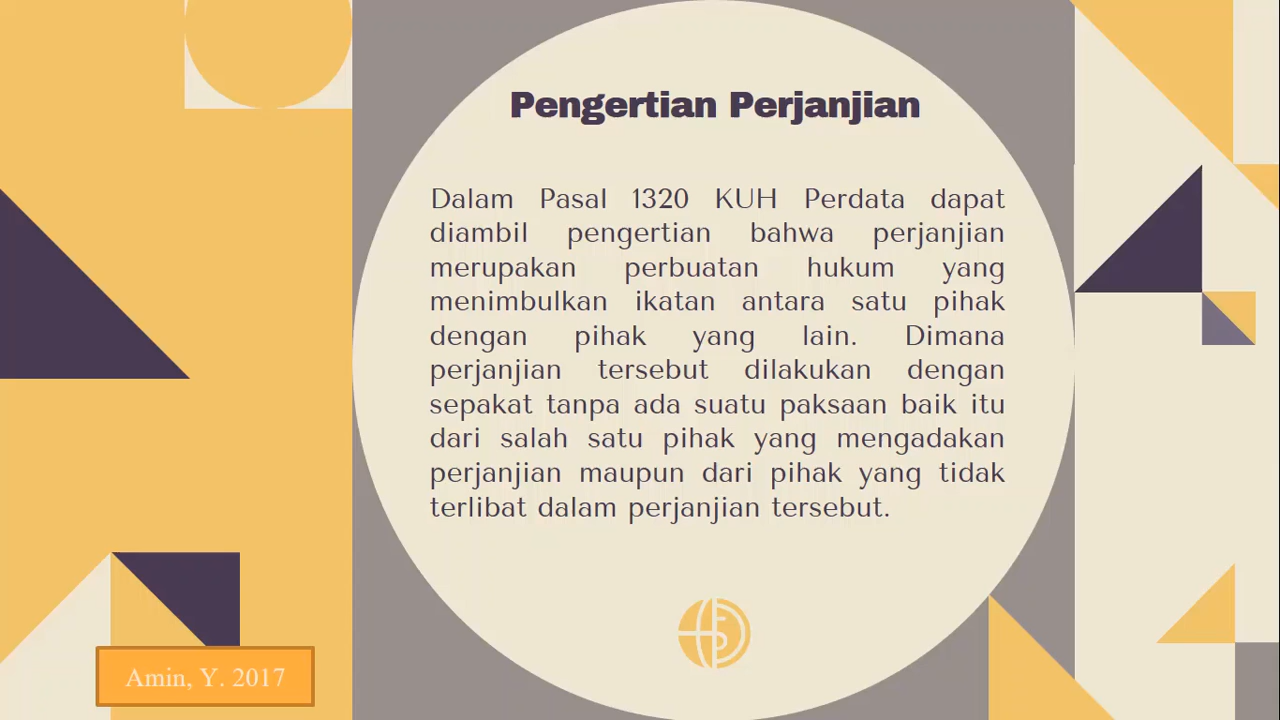 Pengertian Perjanjian
Dalam Pasal 1320 KUH Perdata dapat
diambil pengertian bahwa perjanjian
merupakan perbuatan hukum yang
menimbulkan ikatan antara satu pihak
dengan pihak yang lain. Dimana
perjanjian tersebut dilakukan dengan
sepakat tanpa ada suatu paksaan baik itu
dari salah satu pihak yang mengadakan
perjanjian maupun dari pihak yang tidak
terlibat dalam perjanjian tersebut.
Amin, Y. 2017